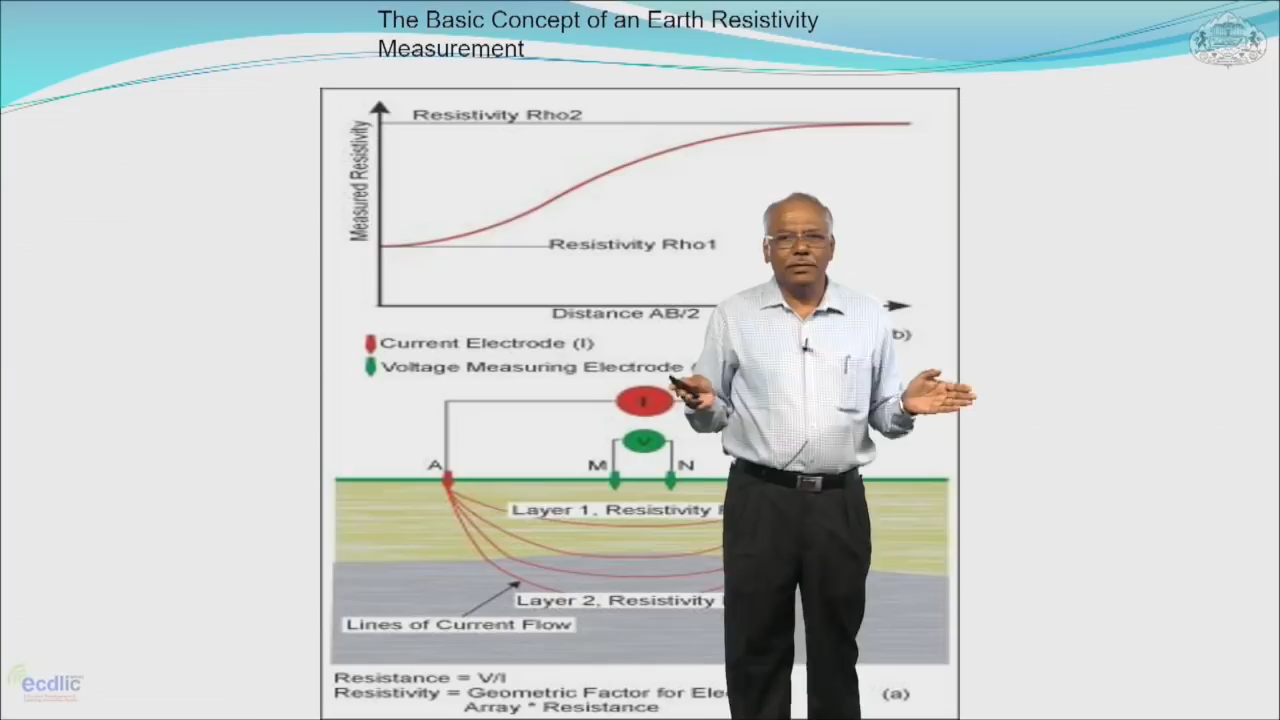 The Basic Concept of an Earth Resistivity
Measurement
Resistivity Rho2
Measured Resistivity
Resistivity Rho1
Distance AB/2
b)
Current Electrode (I)
Voltage Measuring Electrode
I
V
A
M
N
Layer 1, Resistivity
Layer 2, Resistivity
Lines of Current Flow
Resistance = V/I
Resistivity = Geometric Factor for Ele
Array * Resistance
(a)
ecdlic